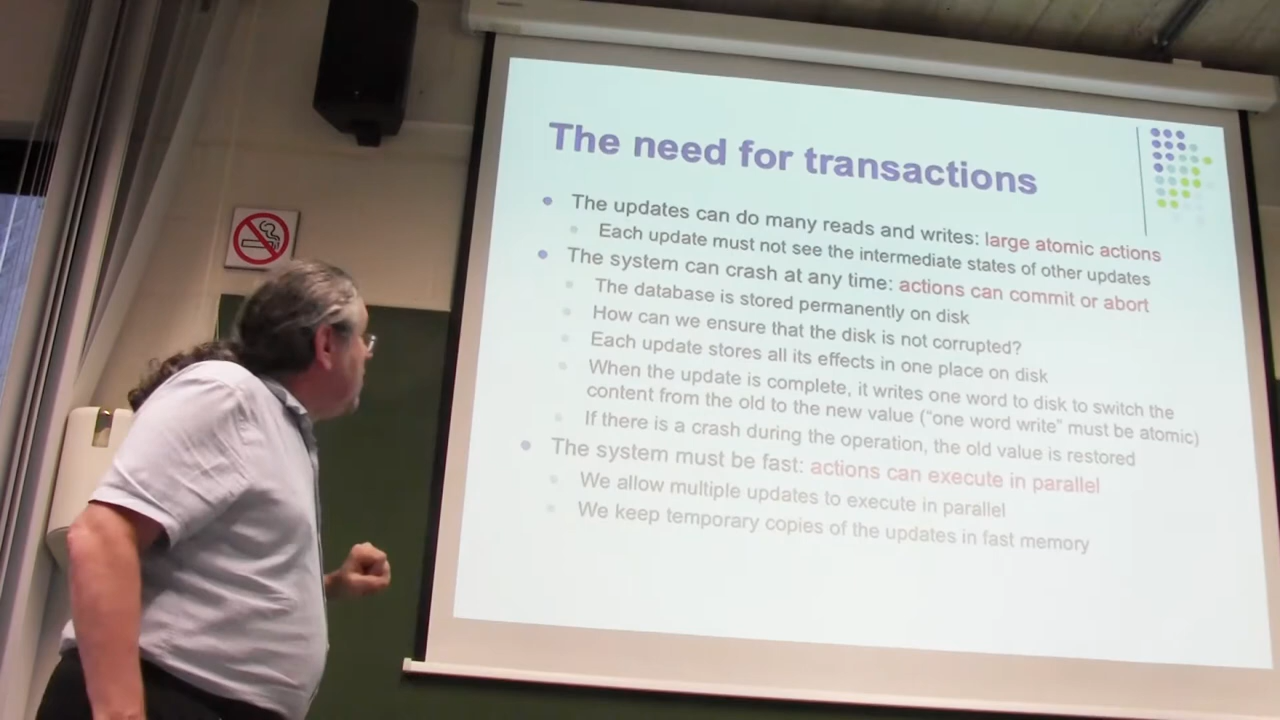 The need for transactions
The updates can do many reads and writes: large atomic actions
Each update must not see the intermediate states of other updates
The system can crash at any time: actions can commit or abort
The database is stored permanently on disk
How can we ensure that the disk is not corrupted?
Each update stores all its effects in one place on disk
When the update is complete, it writes one word to disk to switch the
content from the old to the new value (“one word write” must be atomic)
If there is a crash during the operation, the old value is restored
The system must be fast: actions can execute in parallel
We allow multiple updates to execute in parallel
We keep temporary copies of the updates in fast memory